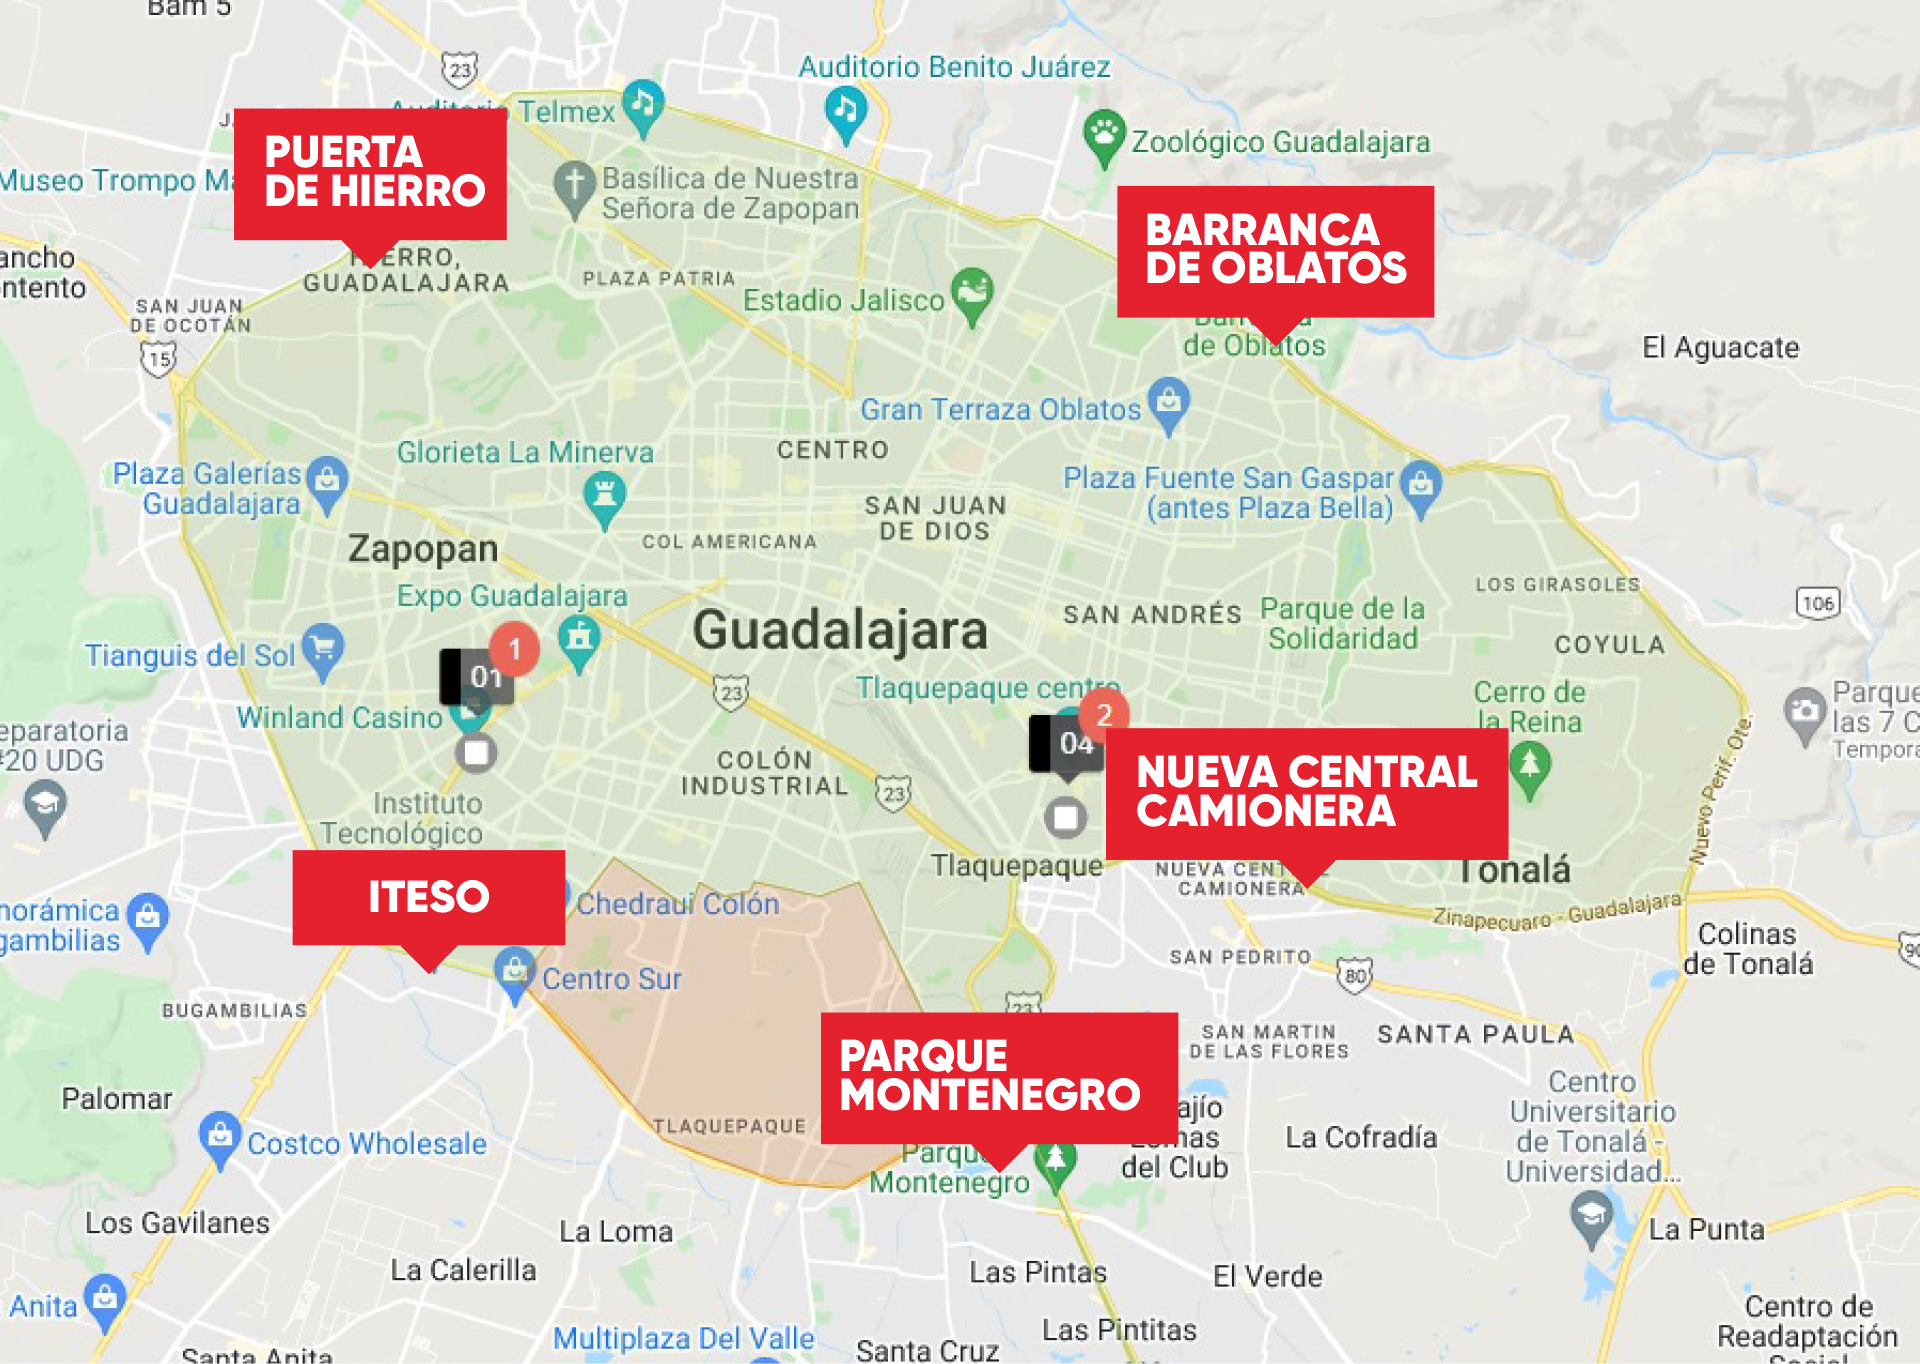 Bam 5
23
Auditorio Benito Juárez
Auditorio Telmex
Zoológico Guadalajara
PUERTA
DE HIERRO
Museo Trompo
Basílica de Nuestra
Señora de Zapopan
BARRANCA
DE OBLATOS
GUADALAJARA
PLAZA PATRIA
Estadio Jalisco
SAN JUAN
DE OCOTÁN
15
de Oblatos
El Aguacate
Gran Terraza Oblatos
Glorieta La Minerva
CENTRO
Plaza Galerías
Guadalajara
Plaza Fuente San Gaspar
(antes Plaza Bella)
SAN JUAN
DE DIOS
Zapopan
COL AMERICANA
LOS GIRASOLES
Expo Guadalajara
106
Guadalajara
SAN ANDRÉS
Parque de la
Solidaridad
COYULA
Tianguis del Sol
1
01
23
Tlaquepaque centro
Cerro de
la Reina
Parque
las 7 C
Tempora
Winland Casino
2
04
#20 UDG
COLÓN
INDUSTRIAL
23
NUEVA CENTRAL
CAMIONERA
Nuevo Perif. Ote.
Instituto
Tecnológico
Tlaquepaque
NUEVA CENTRAL
CAMIONERA
Tonalá
ITESO
Chedraui Colón
Zinapecuaro - Guadalajara
Colinas
de Tonalá
90
Centro Sur
SAN PEDRITO
80
BUGAMBILIAS
23
SAN MARTIN
DE LAS FLORES
SANTA PAULA
PARQUE
MONTENEGRO
Palomar
TLAQUEPAQUE
Centro
Universitario
de Tonalá -
Universidad...
Costco Wholesale
La Cofradía
del Club
Parque
Montenegro
Los Gavilanes
La Loma
La Punta
La Calerilla
Las Pintas
El Verde
Anita
Multiplaza Del Valle
Las Pintitas
Centro de
Readaptación
Social
Santa Cruz
Santa Anita